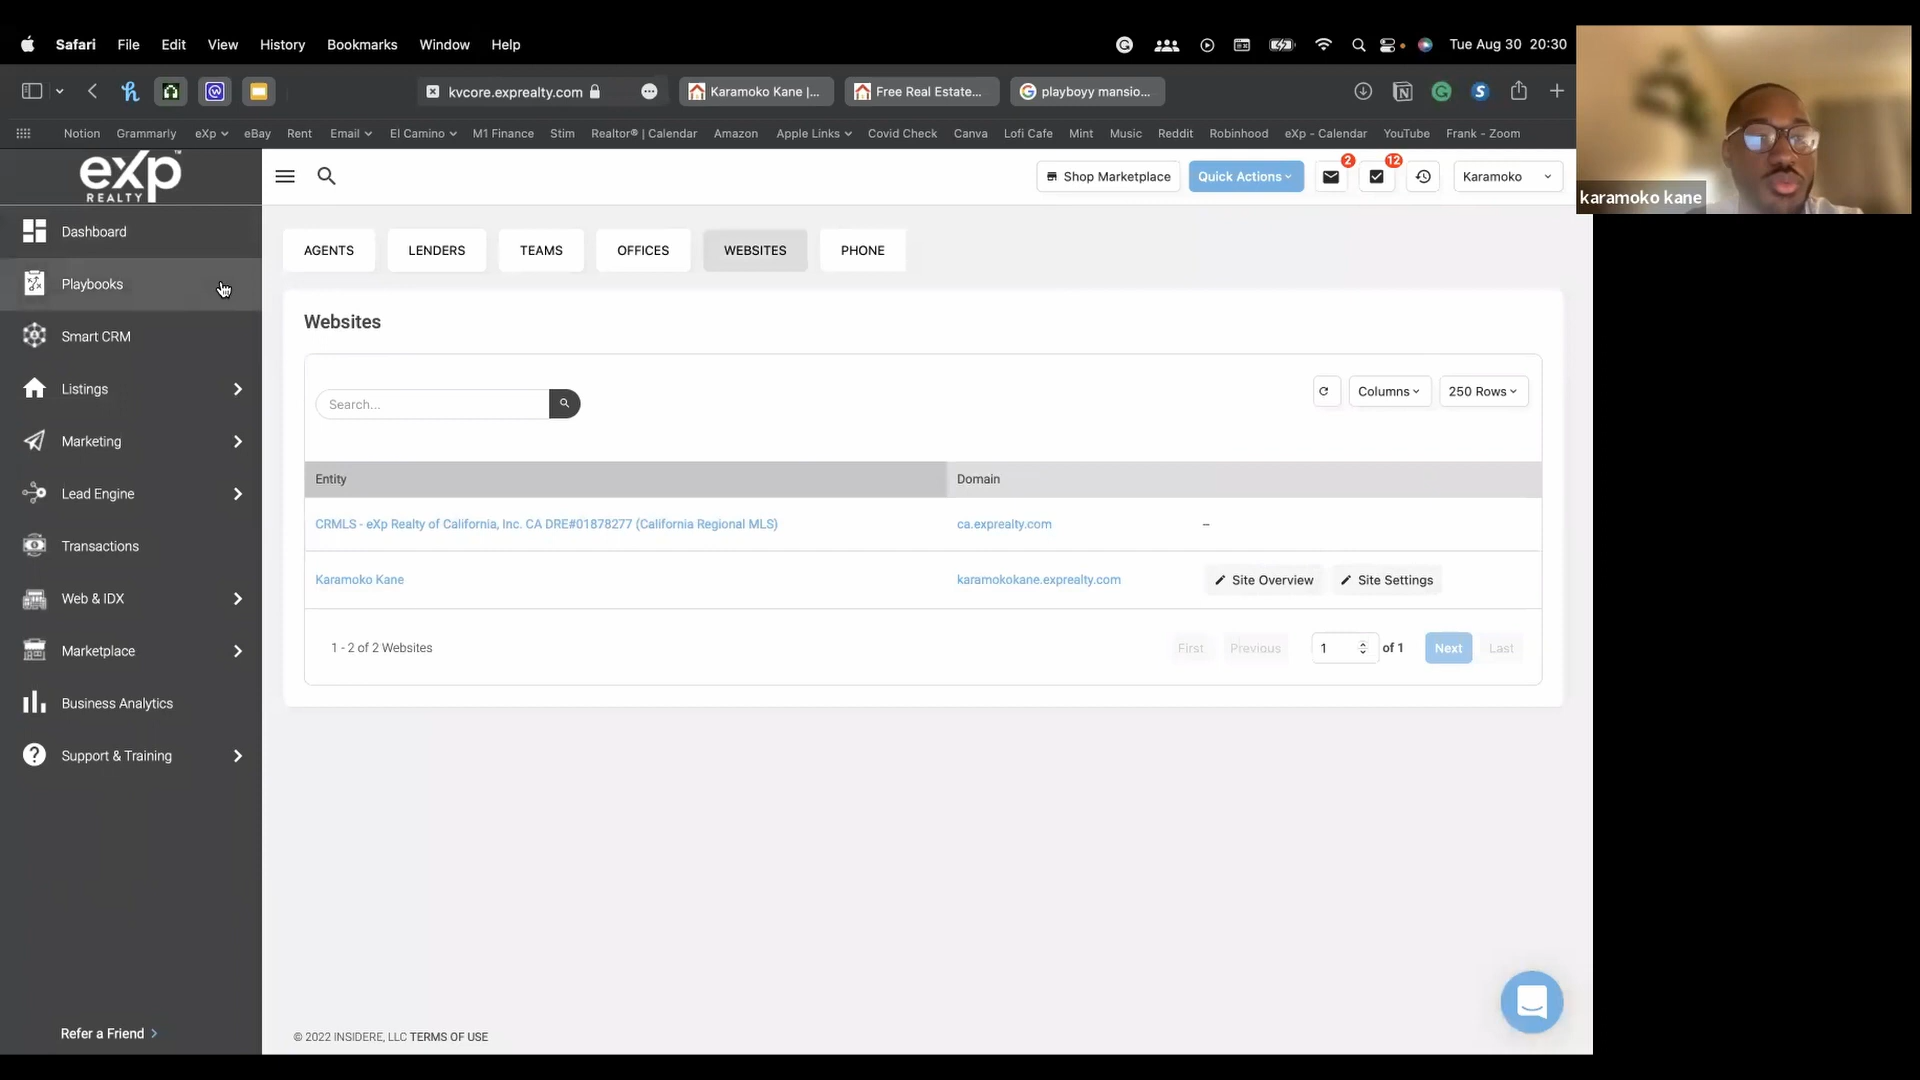 Safari File Edit View History Bookmarks Window Help Tue Aug 30 20:30
kvcore.exprealty.com Karamoko Kane |... Free Real Estate... playboyy mansio...
Notion Grammarly eXp eBay Rent Email El Camino M1 Finance Stim Realtor® | Calendar Amazon Apple Links Covid Check Canva Lofi Cafe Mint Music Reddit Robinhood eXp - Calendar YouTube Frank - Zoom
karamoko kane
eXp
REALTY
Shop Marketplace Quick Actions 2 12 Karamoko
Dashboard
Playbooks
Smart CRM
Listings
Marketing
Lead Engine
Transactions
Web & IDX
Marketplace
Business Analytics
Support & Training
Refer a Friend
AGENTS LENDERS TEAMS OFFICES WEBSITES PHONE
Websites
Search... Columns 250 Rows
Entity Domain
CRMLS - eXp Realty of California, Inc. CA DRE#01878277 (California Regional MLS) ca.exprealty.com --
Karamoko Kane karamokokane.exprealty.com Site Overview Site Settings
1 - 2 of 2 Websites First Previous 1 of 1 Next Last
© 2022 INSIDERE, LLC TERMS OF USE